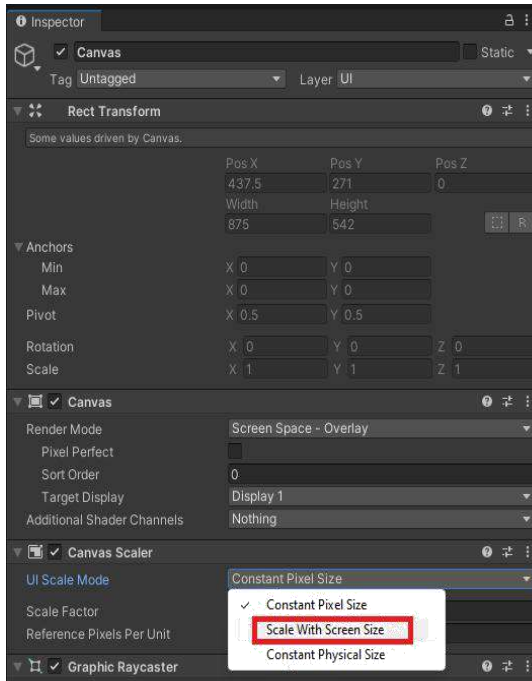 Inspector
Canvas Static
Tag Untagged Layer UI
Rect Transform
Some values driven by Canvas.
Pos X Pos Y Pos Z
437.5 271 0
Width Height
875 542
R
Anchors
Min X 0 Y 0
Max X 0 Y 0
Pivot X 0.5 Y 0.5
Rotation X 0 Y 0 Z 0
Scale X 1 Y 1 Z 1
Canvas
Render Mode Screen Space - Overlay
Pixel Perfect
Sort Order 0
Target Display Display 1
Additional Shader Channels Nothing
Canvas Scaler
UI Scale Mode Constant Pixel Size
Constant Pixel Size
Scale Factor
Scale With Screen Size
Reference Pixels Per Unit
Constant Physical Size
Graphic Raycaster